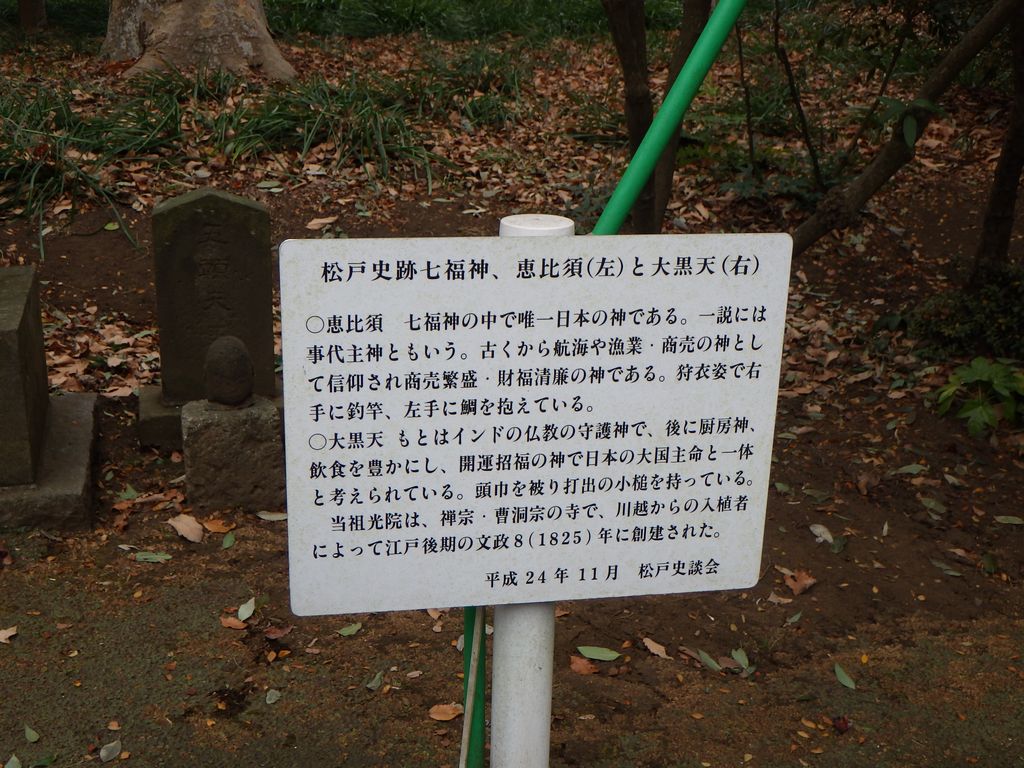 松戸史跡七福神、恵比須(左)と大黒天(右)
○恵比須　七福神の中で唯一日本の神である。一説には
事代主神ともいう。古くから航海や漁業・商売の神とし
て信仰され商売繁盛・財福清廉の神である。狩衣姿で右
手に釣竿、左手に鯛を抱えている。
○大黒天 もとはインドの仏教の守護神で、後に厨房神、
飲食を豊かにし、開運招福の神で日本の大国主命と一体
と考えられている。頭巾を被り打出の小槌を持っている。
　当祖光院は、禅宗・曹洞宗の寺で、川越からの入植者
によって江戸後期の文政8(1825)年に創建された。
平成24年11月　松戸史談会